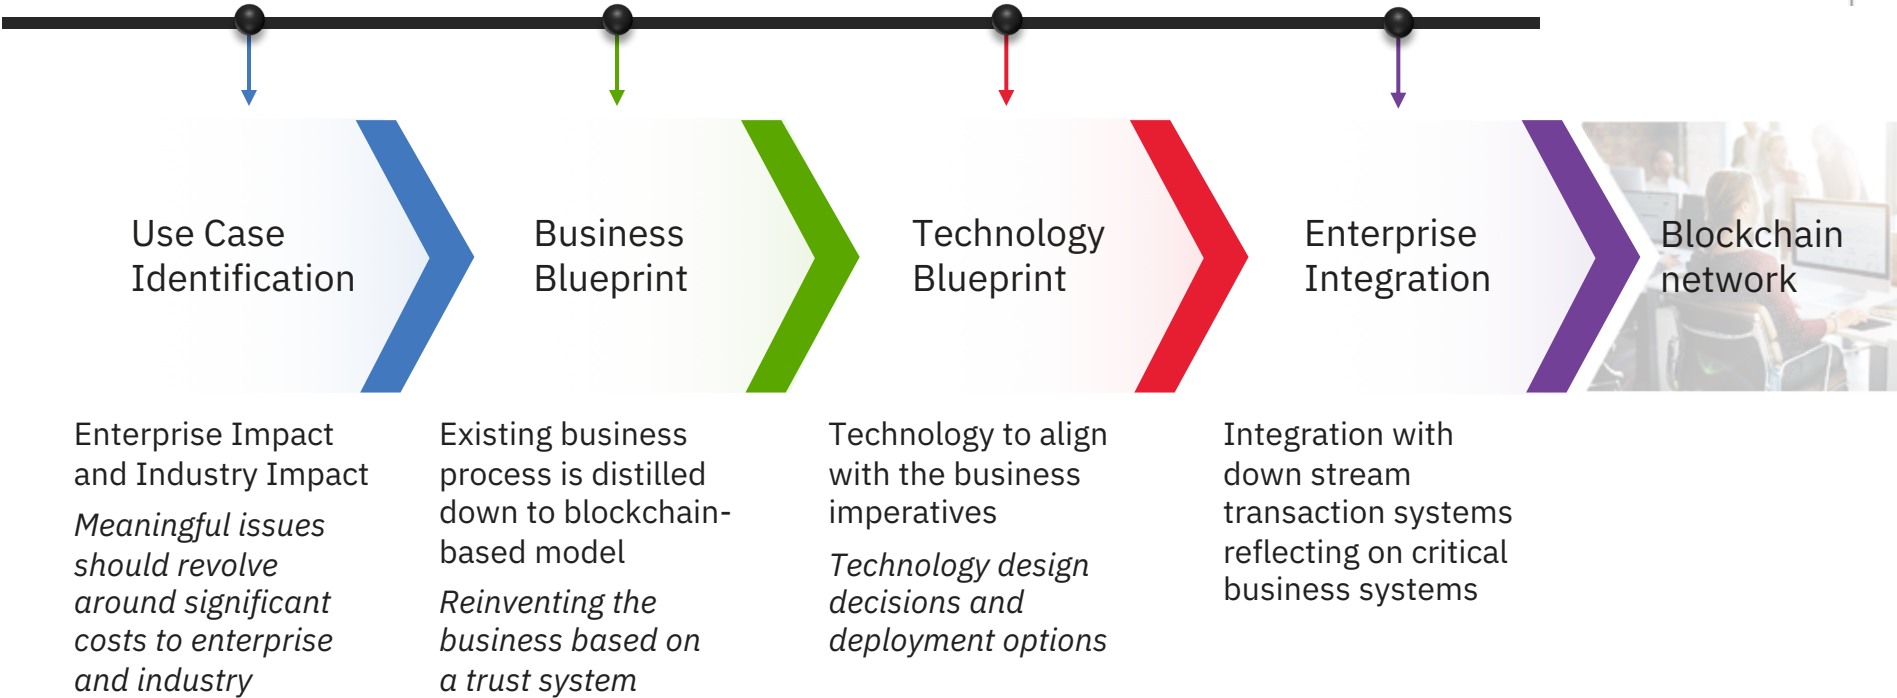 Use Case
Identification
Business
Blueprint
Technology
Blueprint
Enterprise
Integration
Blockchain
network
Enterprise Impact
and Industry Impact
Meaningful issues
should revolve
around significant
costs to enterprise
and industry
Existing business
process is distilled
down to blockchain-
based model
Reinventing the
business based on
a trust system
Technology to align
with the business
imperatives
Technology design
decisions and
deployment options
Integration with
down stream
transaction systems
reflecting on critical
business systems